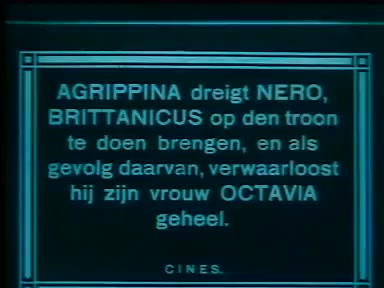 AGRIPPINA dreigt NERO,
BRITTANICUS op den troon
te doen brengen, en als
gevolg daarvan, verwaarloost
hij zijn vrouw OCTAVIA
geheel.
CINES.